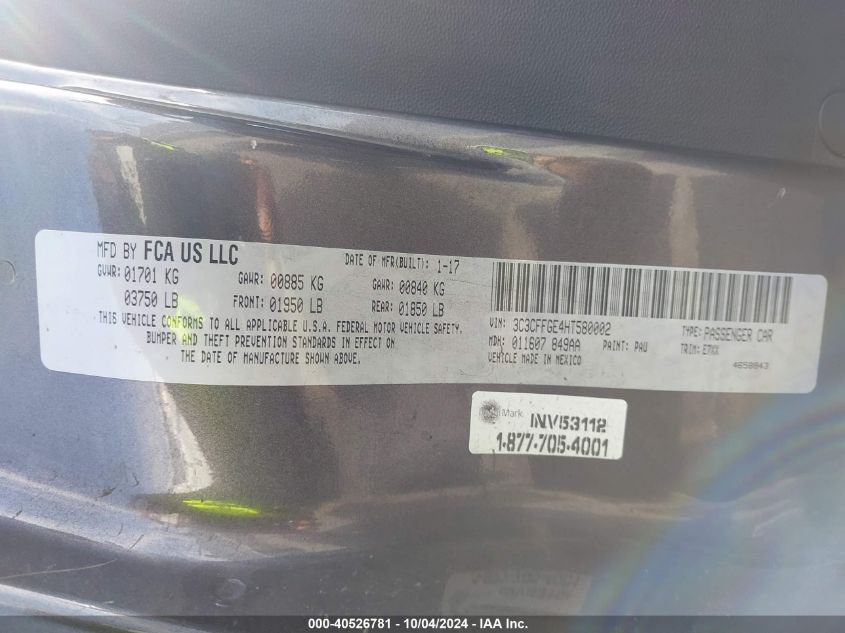 MFD BY FCA US LLC DATE OF MFR(BUILT): 1-17
GVWR: 01701 KG GAWR: 00885 KG GAWR: 00840 KG
03750 LB FRONT: 01950 LB REAR: 01850 LB
THIS VEHICLE CONFORMS TO ALL APPLICABLE U.S.A. FEDERAL MOTOR VEHICLE SAFETY,
BUMPER AND THEFT PREVENTION STANDARDS IN EFFECT ON
THE DATE OF MANUFACTURE SHOWN ABOVE.
VIN: 3C3CFFGE4HT580002 TYPE: PASSENGER CAR
MDH: 011607 849AA PAINT: PAU TRIM: E7XX
VEHICLE MADE IN MEXICO 4658843
Mark
INV153112
1-877-705-4001
000-40526781 - 10/04/2024 - IAA Inc.